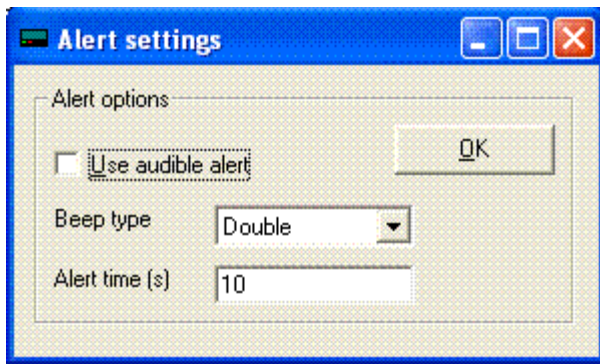 Alert settings
Alert options
OK
Use audible alert
Beep type
Double
Alert time (s)
10